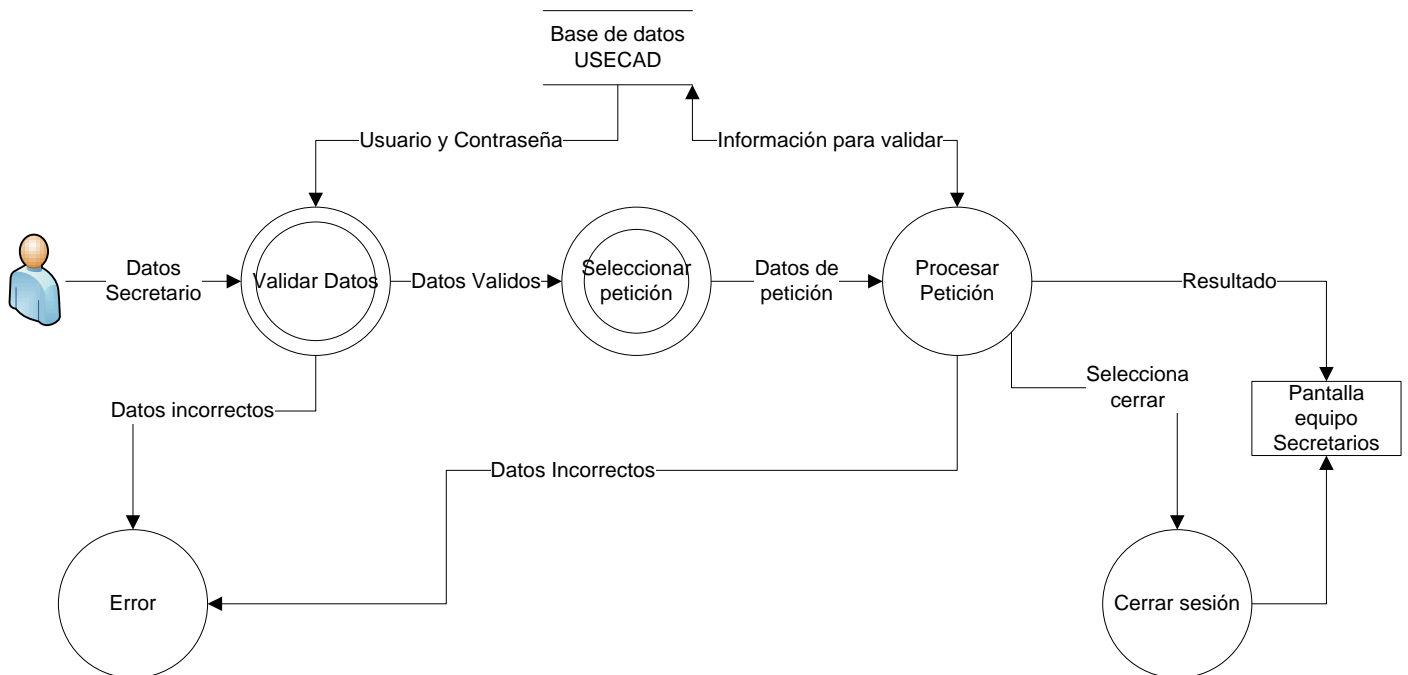 Base de datos
USECAD
Usuario y Contraseña
Información para validar
Datos
Secretario
Validar Datos
Datos Validos
Seleccionar
petición
Datos de
petición
Procesar
Petición
Resultado
Selecciona
cerrar
Pantalla
equipo
Secretarios
Datos incorrectos
Datos Incorrectos
Error
Cerrar sesión